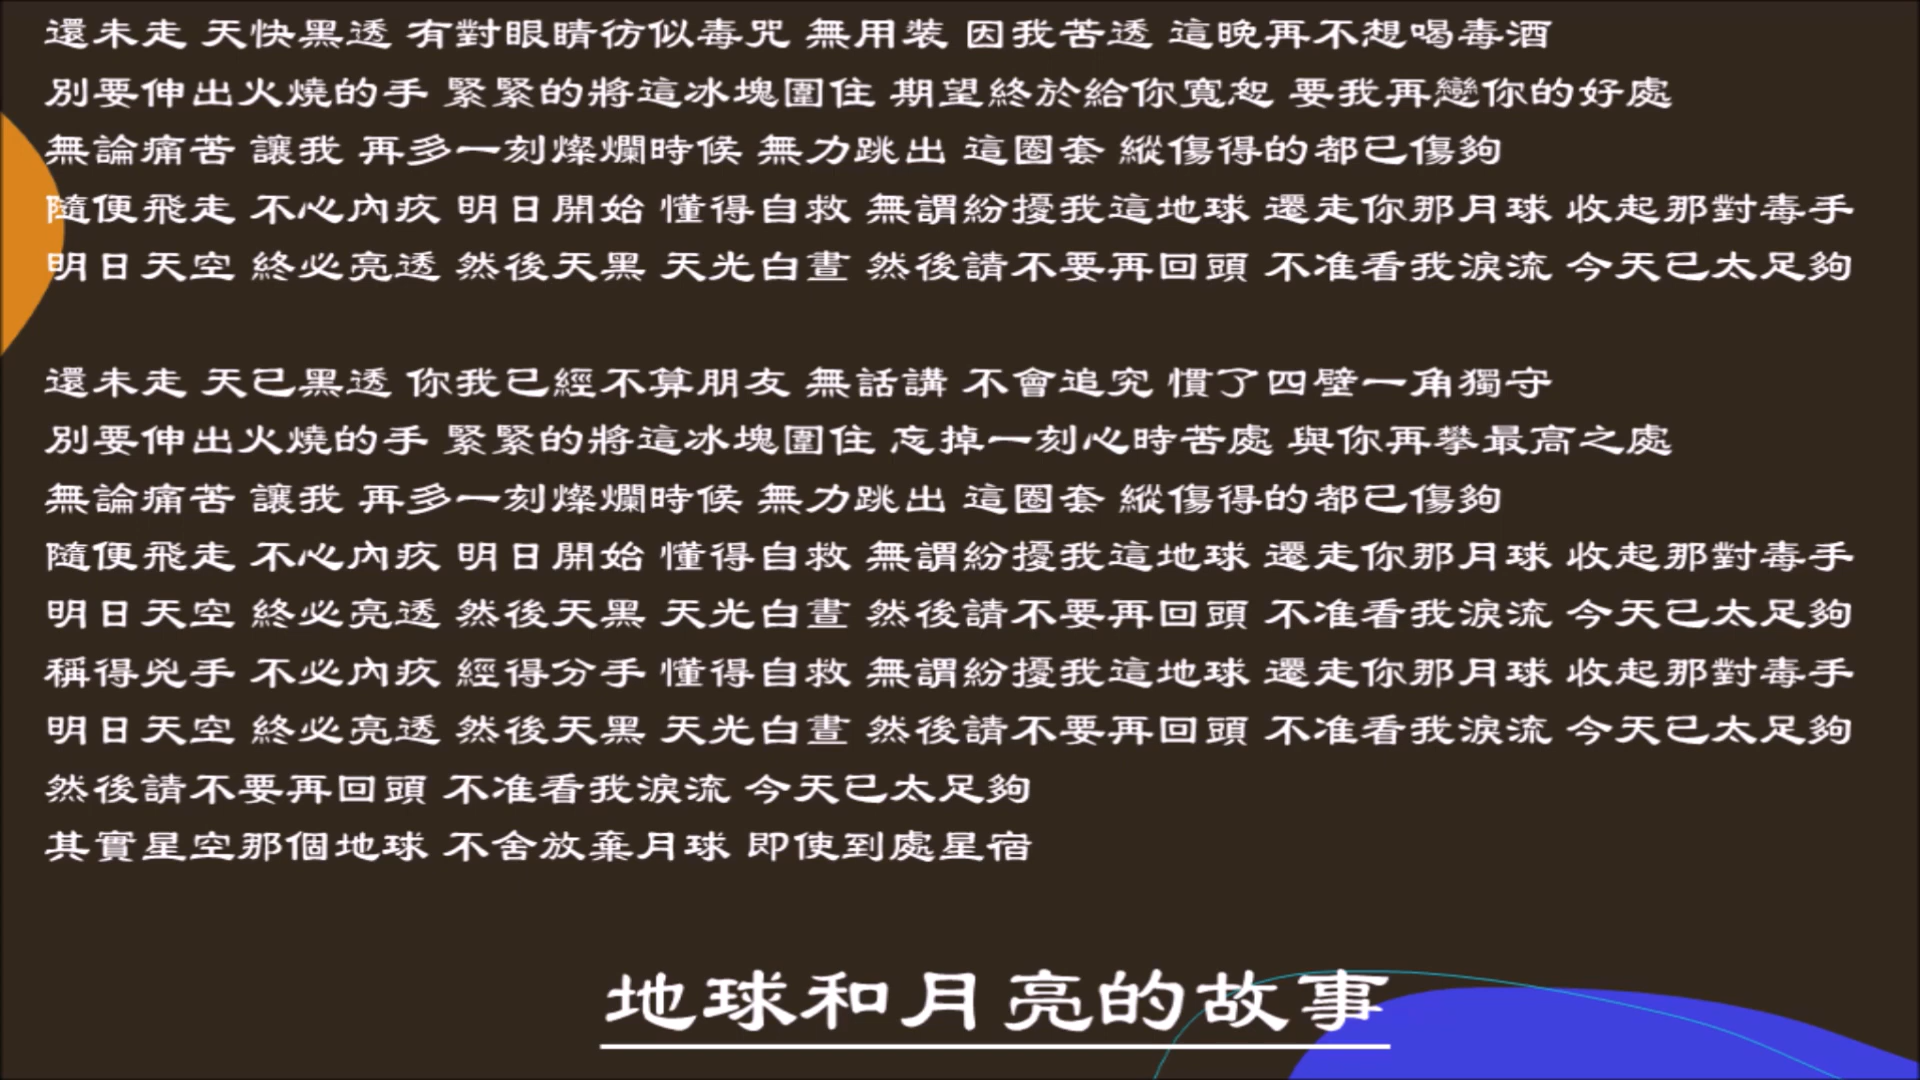 還未走 天快黑透 有對眼睛彷似毒咒 無用裝 因我苦透 這晚再不想喝毒酒
別要伸出火燒的手 緊緊的將這冰塊圍住 期望終於給你寬恕 要我再戀你的好處
無論痛苦 讓我 再多一刻燦爛時候 無力跳出 這圈套 縱傷得的都已傷夠
隨便飛走 不心內疚 明日開始 懂得自救 無謂紛擾我這地球 還走你那月球 收起那對毒手
明日天空 終必亮透 然後天黑 天光白晝 然後請不要再回頭 不准看我淚流 今天已太足夠
還未走 天已黑透 你我已經不算朋友 無話講 不會追究 慣了四壁一角獨守
別要伸出火燒的手 緊緊的將這冰塊圍住 忘掉一刻心時苦處 與你再攀最高之處
無論痛苦 讓我 再多一刻燦爛時候 無力跳出 這圈套 縱傷得的都已傷夠
隨便飛走 不心內疚 明日開始 懂得自救 無謂紛擾我這地球 還走你那月球 收起那對毒手
明日天空 終必亮透 然後天黑 天光白晝 然後請不要再回頭 不准看我淚流 今天已太足夠
稱得兇手 不必內疚 經得分手 懂得自救 無謂紛擾我這地球 還走你那月球 收起那對毒手
明日天空 終必亮透 然後天黑 天光白晝 然後請不要再回頭 不准看我淚流 今天已太足夠
然後請不要再回頭 不准看我淚流 今天已太足夠
其實星空那個地球 不舍放棄月球 即使到處星宿
地球和月亮的故事